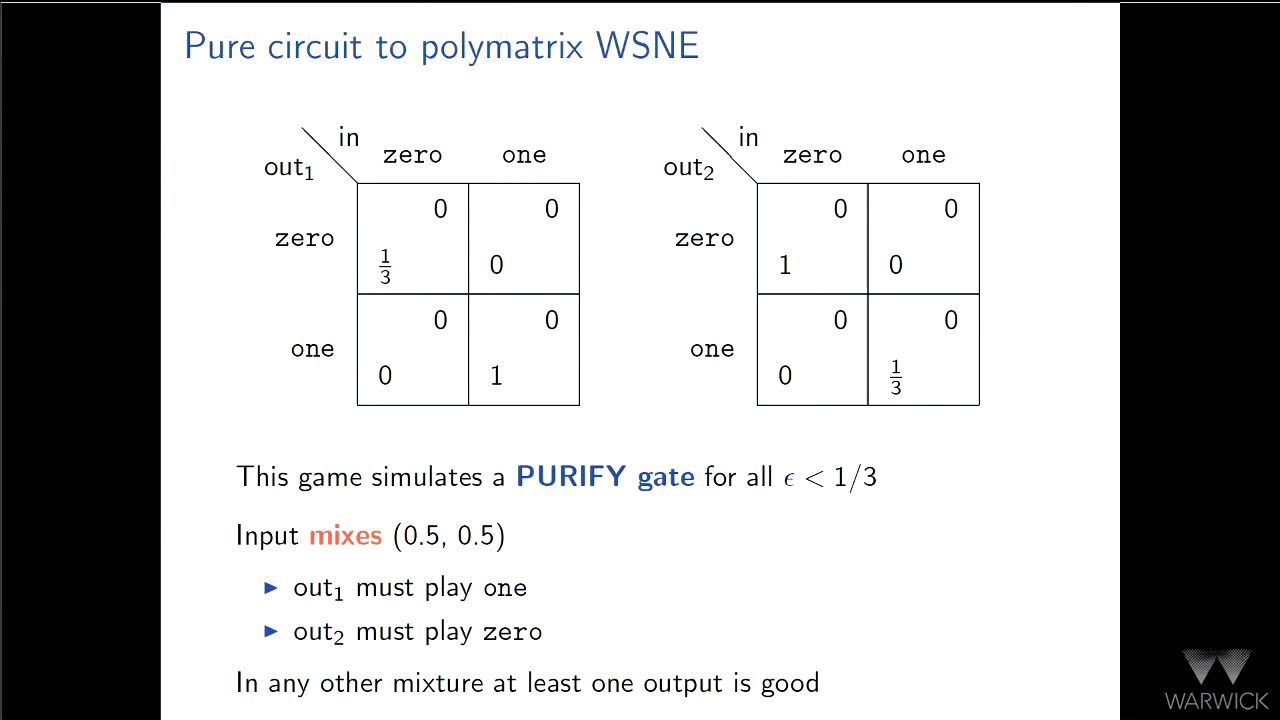 Pure circuit to polymatrix WSNE
in
out₁
zero one
zero
0 0
1/3 0
one
0 0
0 1
in
out₂
zero one
zero
0 0
1 0
one
0 0
0 1/3
This game simulates a PURIFY gate for all ϵ < 1/3
Input mixes (0.5, 0.5)
▶ out₁ must play one
▶ out₂ must play zero
In any other mixture at least one output is good
WARWICK